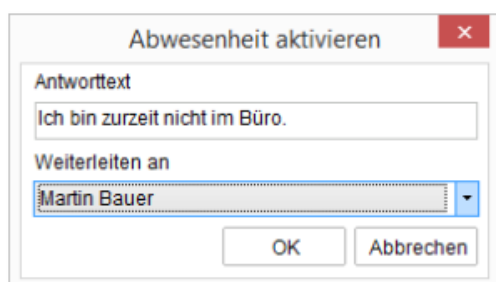 Abwesenheit aktivieren
Antworttext
Ich bin zurzeit nicht im Büro.
Weiterleiten an
Martin Bauer
OK Abbrechen